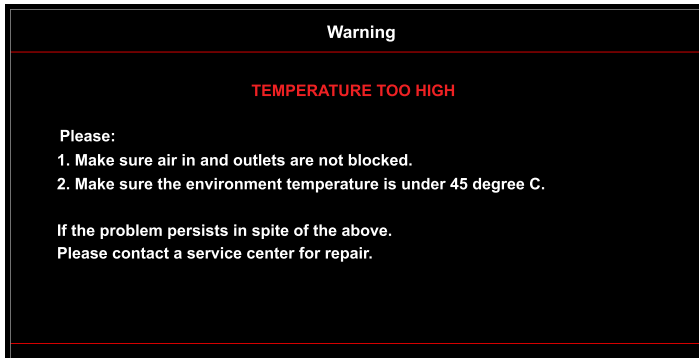 Warning
TEMPERATURE TOO HIGH
Please:
1. Make sure air in and outlets are not blocked.
2. Make sure the environment temperature is under 45 degree C.
If the problem persists in spite of the above.
Please contact a service center for repair.